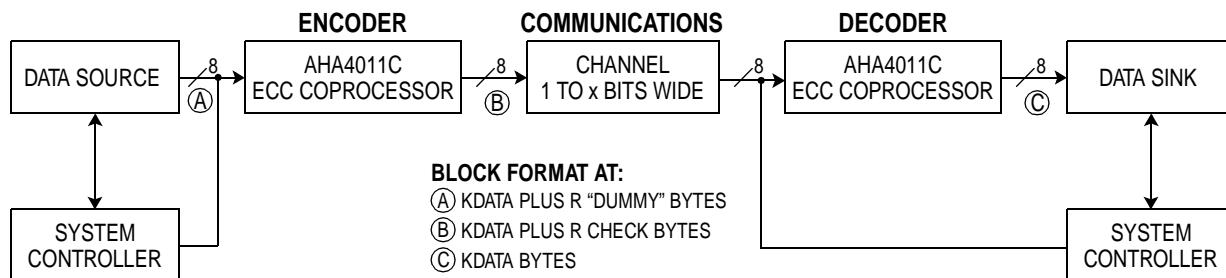 ENCODER
COMMUNICATIONS
DECODER
DATA SOURCE
8
A
AHA4011C
ECC COPROCESSOR
8
B
CHANNEL
1 TO x BITS WIDE
8
AHA4011C
ECC COPROCESSOR
8
C
DATA SINK
BLOCK FORMAT AT:
A KDATA PLUS R “DUMMY” BYTES
B KDATA PLUS R CHECK BYTES
C KDATA BYTES
SYSTEM
CONTROLLER
SYSTEM
CONTROLLER